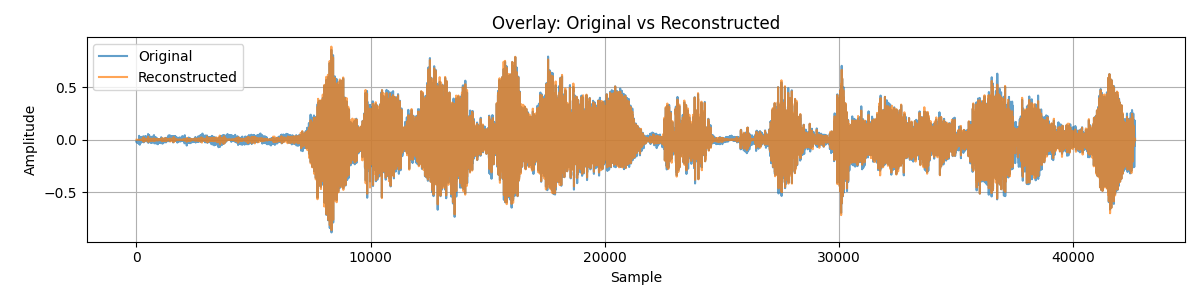 Overlay: Original vs Reconstructed
Original
Reconstructed
Amplitude
0.5
0.0
−0.5
0 10000 20000 30000 40000
Sample